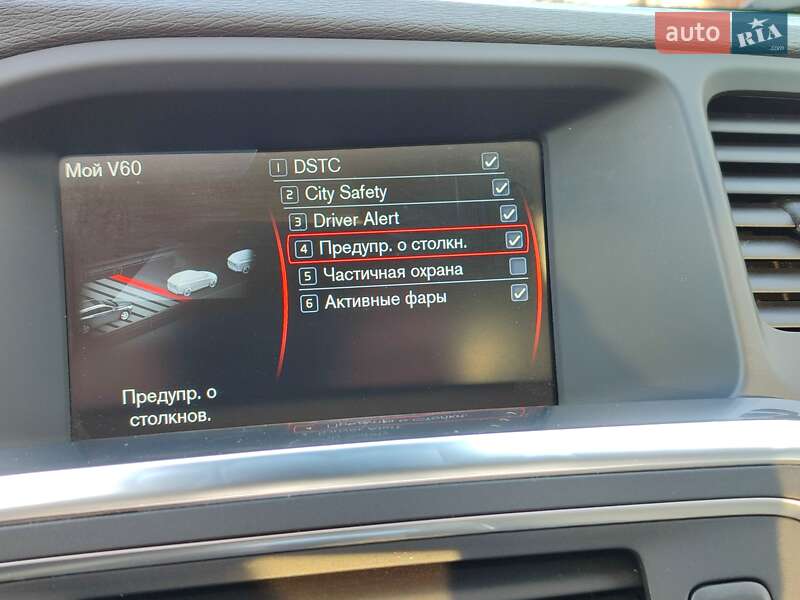 auto RIA .com
Мой V60
1 DSTC
2 City Safety
3 Driver Alert
4 Предупр. о столкн.
5 Частичная охрана
6 Активные фары
Предупр. о
столкнов.